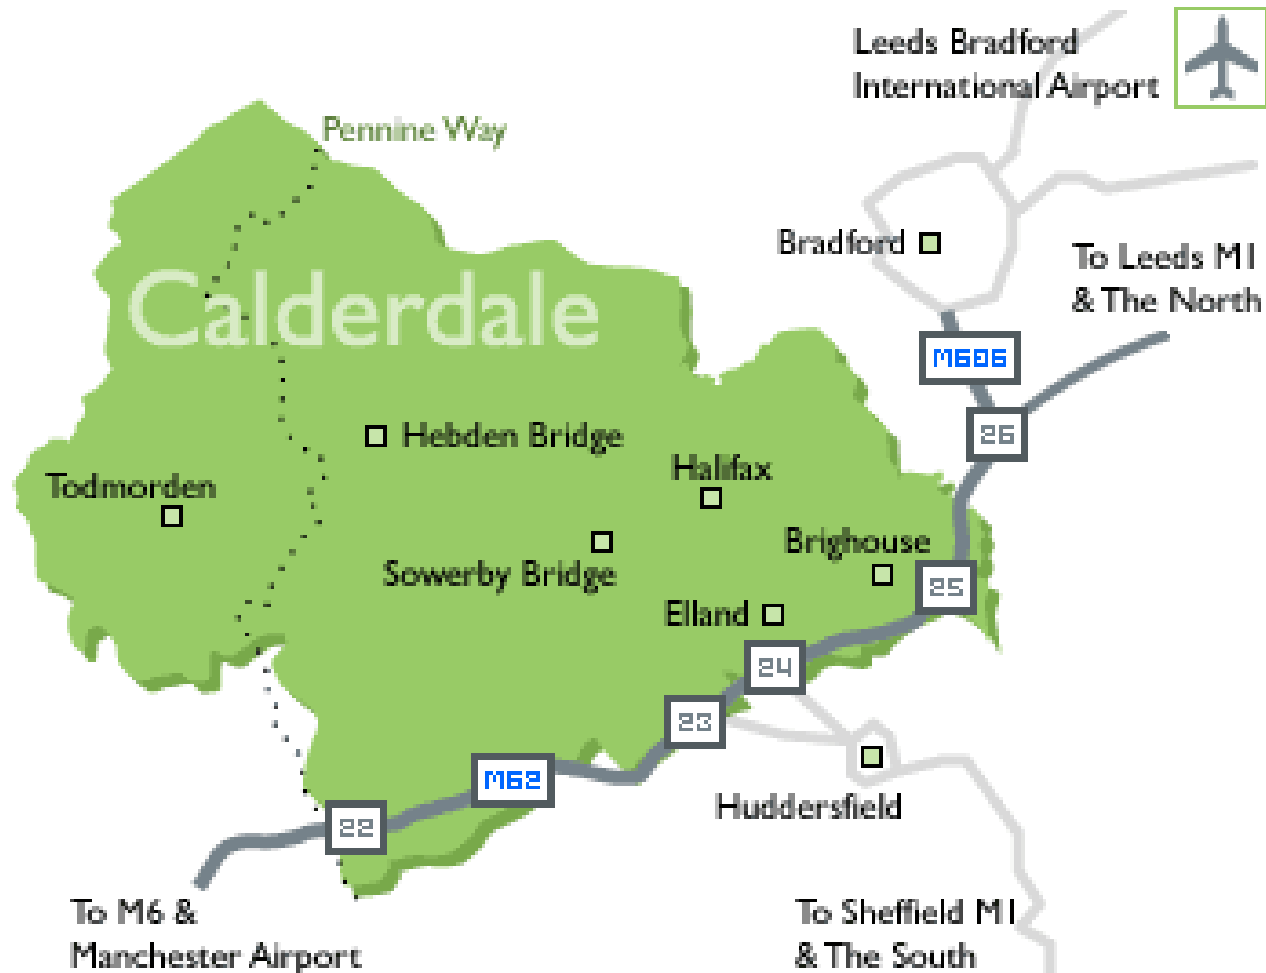 Leeds Bradford
International Airport
Pennine Way
Bradford
To Leeds M1
& The North
Calderdale
M606
26
Hebden Bridge
Halifax
Todmorden
Brighouse
Sowerby Bridge
25
Elland
24
23
M62
Huddersfield
22
To M6 &
Manchester Airport
To Sheffield M1
& The South